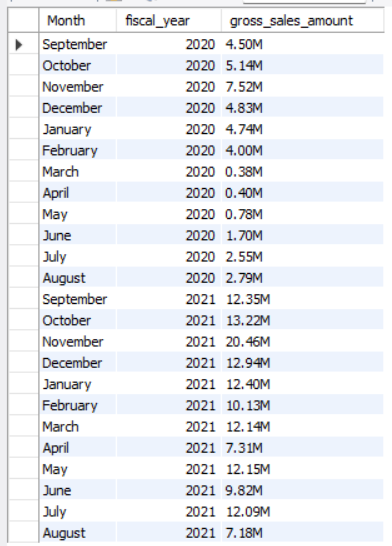 Month fiscal_year gross_sales_amount
September 2020 4.50M
October 2020 5.14M
November 2020 7.52M
December 2020 4.83M
January 2020 4.74M
February 2020 4.00M
March 2020 0.38M
April 2020 0.40M
May 2020 0.78M
June 2020 1.70M
July 2020 2.55M
August 2020 2.79M
September 2021 12.35M
October 2021 13.22M
November 2021 20.46M
December 2021 12.94M
January 2021 12.40M
February 2021 10.13M
March 2021 12.14M
April 2021 7.31M
May 2021 12.15M
June 2021 9.82M
July 2021 12.09M
August 2021 7.18M